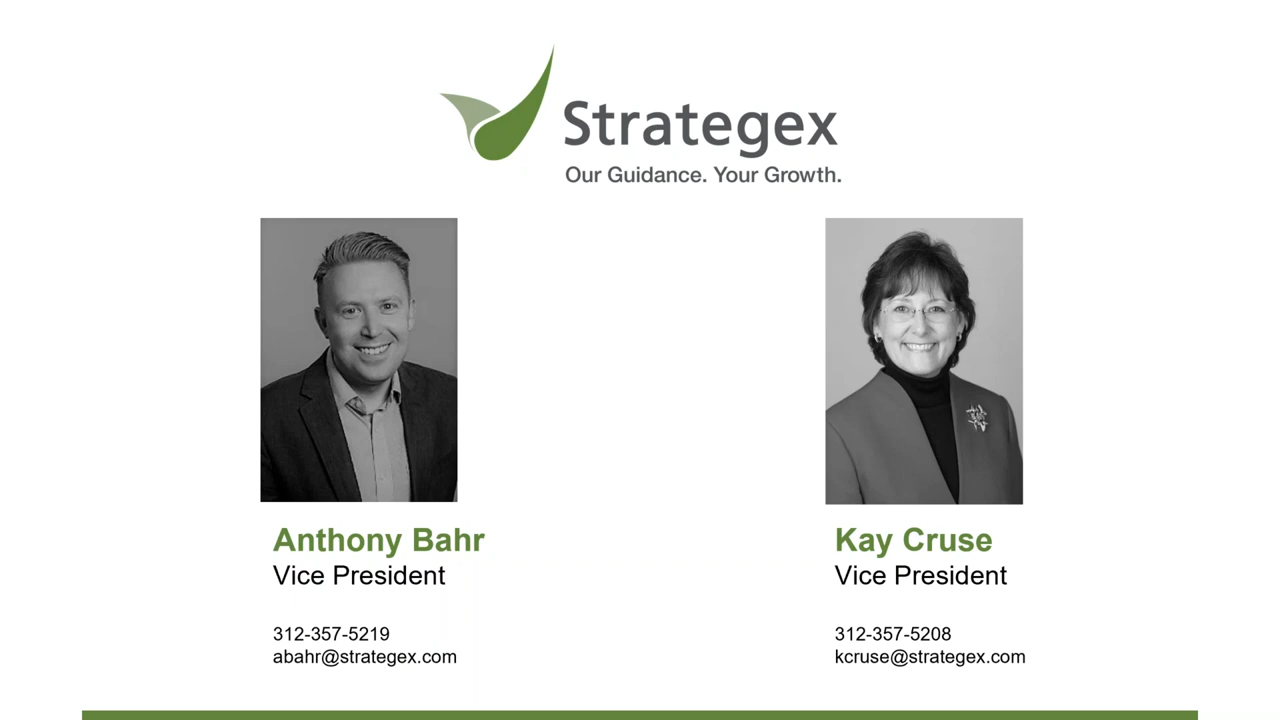 Strategex
Our Guidance. Your Growth.
Anthony Bahr
Vice President
312-357-5219
abahr@strategex.com
Kay Cruse
Vice President
312-357-5208
kcruse@strategex.com